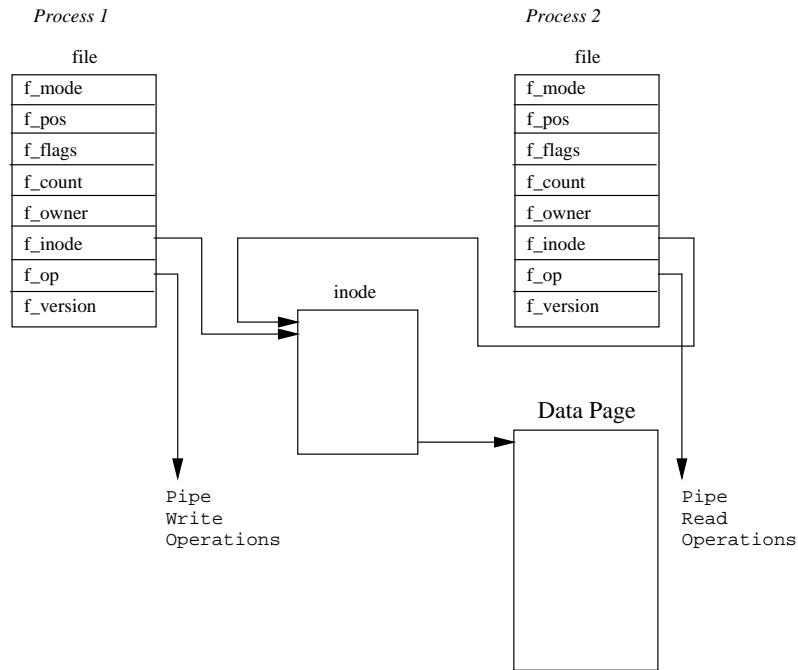 Process 1
file
f_mode
f_pos
f_flags
f_count
f_owner
f_inode
f_op
f_version
Pipe
Write
Operations
inode
Process 2
file
f_mode
f_pos
f_flags
f_count
f_owner
f_inode
f_op
f_version
Data Page
Pipe
Read
Operations